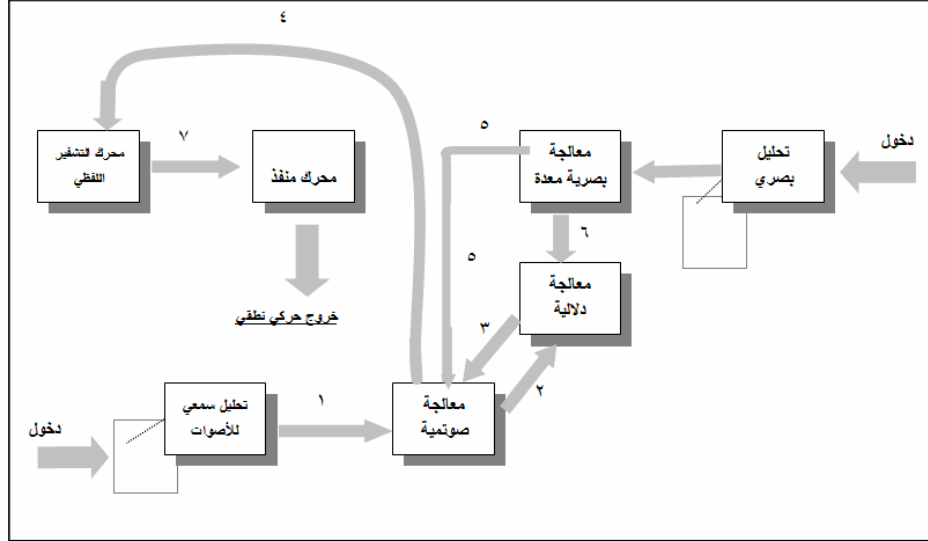 ٤
٧
٥
محرك التشفير
اللفظي
محرك منفذ
معالجة
بصرية معدة
تحليل
بصري
دخول
٦
٥
معالجة
دلالية
خروج حركي نطقي
٣
٢
١
تحليل سمعي
للأصوات
معالجة
صوتمية
دخول